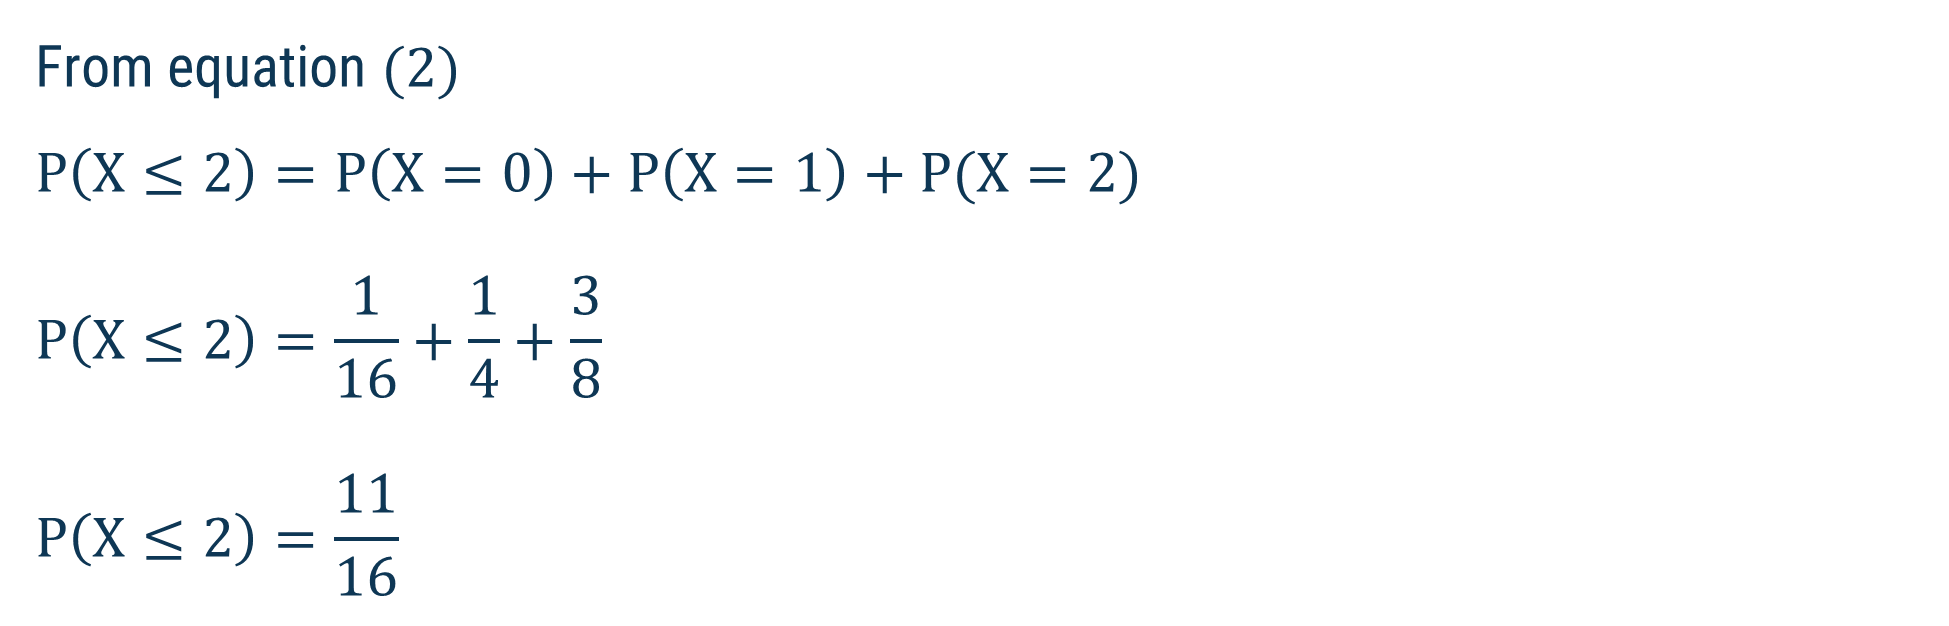 From equation (2)
P(X ≤ 2) = P(X = 0) + P(X = 1) + P(X = 2)
P(X ≤ 2) = 1/16 + 1/4 + 3/8
P(X ≤ 2) = 11/16